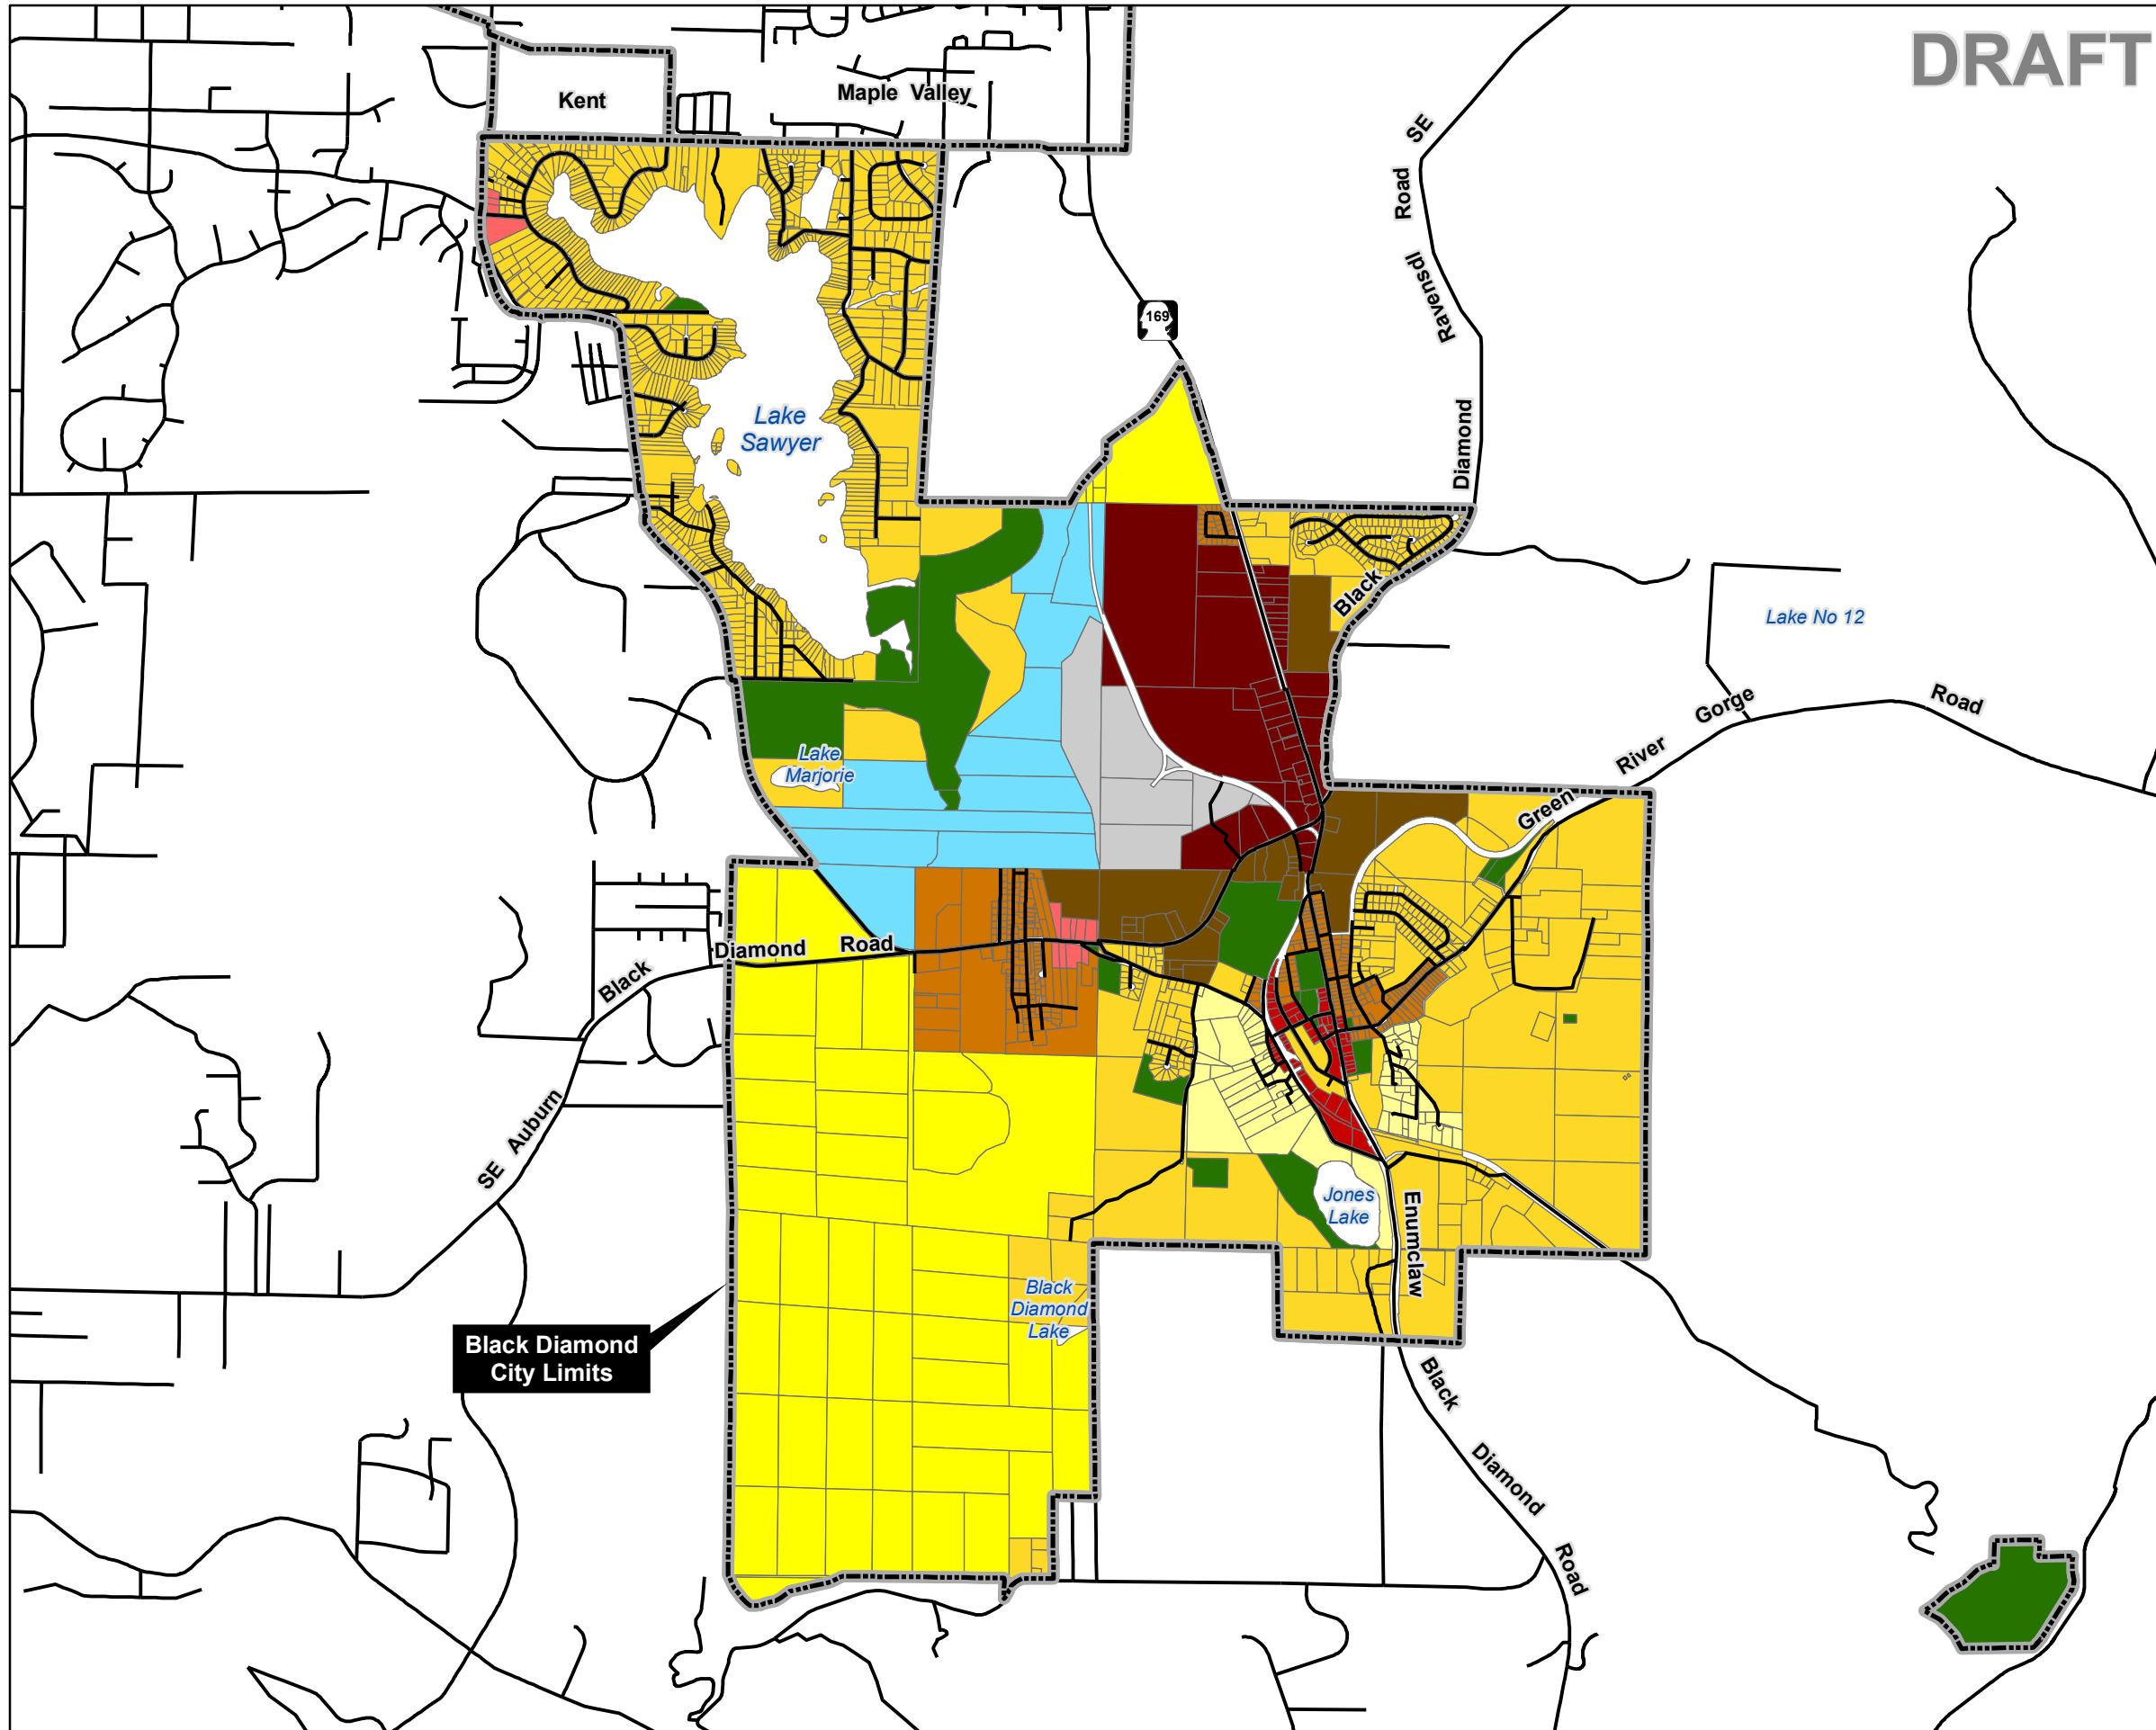 DRAFT
Kent
Maple Valley
SE
Road
Ravensdl
Diamond
Black
169
Lake
Sawyer
Lake No 12
Road
Gorge
River
Green
Lake
Marjorie
Diamond Road
Black
Auburn
SE
Jones
Lake
Enumclaw
Black
Diamond
Lake
Black Diamond
City Limits
Black
Diamond
Road